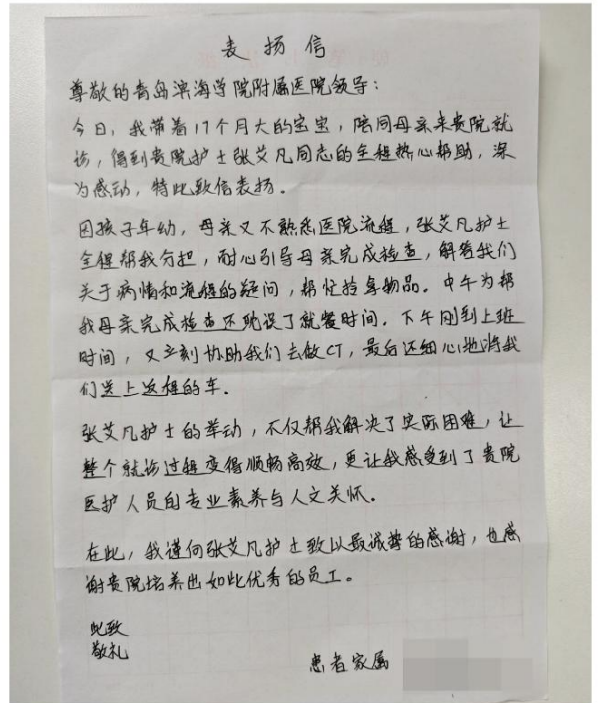 表扬信
尊敬的青岛滨海学院附属医院领导：
今日，我带着17个月大的宝宝，陪同母亲来贵院就
诊，得到贵院护士张艾凡同志的全程热心帮助，深
为感动，特此致信表扬。
因孩子年幼，母亲又不熟悉医院流程，张艾凡护士
全程帮我分担，耐心引导母亲完成检查，解答我们
关于病情和流程的疑问，帮忙拎拿物品。中午为帮
我母亲完成检查还耽误了就餐时间。下午刚到上班
时间，又立刻协助我们去做CT，最后还细心地将我
们送上返程的车。
张艾凡护士的举动，不仅帮我解决了实际困难，让
整个就诊过程变得顺畅高效，更让我感受到了贵院
医护人员的专业素养与人文关怀。
在此，我谨向张艾凡护士致以最诚挚的感谢，也感
谢贵院培养出如此优秀的员工。
此致
敬礼
患者家属